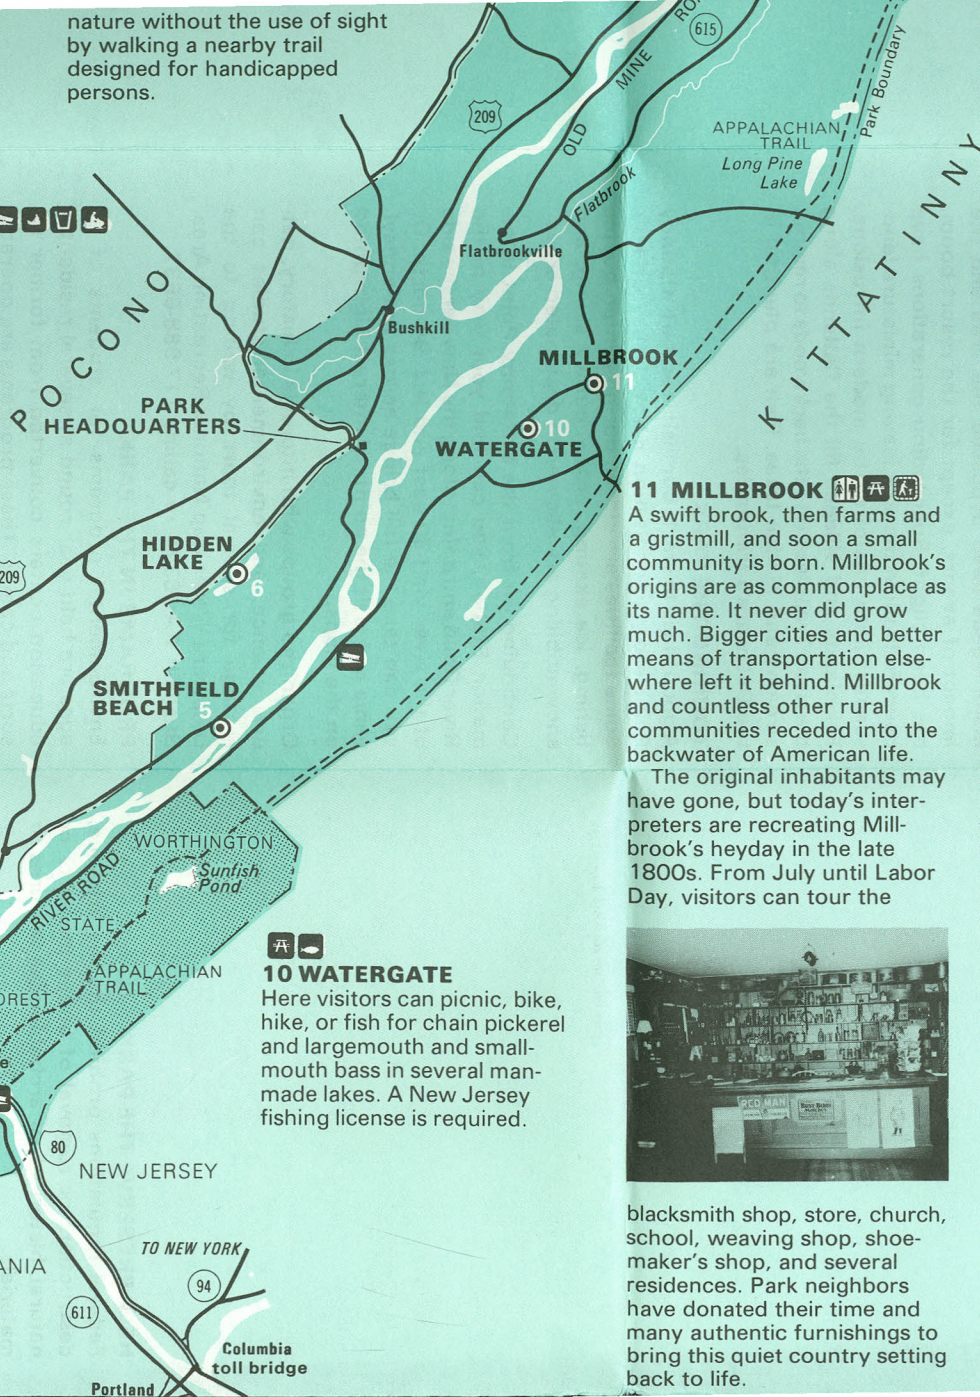 nature without the use of sight
by walking a nearby trail
designed for handicapped
persons.
615
MINE
OLD
209
Park Boundary
APPALACHIAN
TRAIL
Long Pine
Lake
Flatbrook
Flatbrookville
KITTATINNY
POCONO
Bushkill
MILLBROOK
11
PARK
HEADQUARTERS
10
WATERGATE
HIDDEN
LAKE
6
209
SMITHFIELD
BEACH
5
11 MILLBROOK
A swift brook, then farms and
a gristmill, and soon a small
community is born. Millbrook's
origins are as commonplace as
its name. It never did grow
much. Bigger cities and better
means of transportation else-
where left it behind. Millbrook
and countless other rural
communities receded into the
backwater of American life.
The original inhabitants may
have gone, but today's inter-
preters are recreating Mill-
brook's heyday in the late
1800s. From July until Labor
Day, visitors can tour the
RED MAN
blacksmith shop, store, church,
school, weaving shop, shoe-
maker's shop, and several
residences. Park neighbors
have donated their time and
many authentic furnishings to
bring this quiet country setting
back to life.
WORTHINGTON
Sunfish
Pond
RIVER ROAD
STATE
APPALACHIAN
TRAIL
OREST
10 WATERGATE
Here visitors can picnic, bike,
hike, or fish for chain pickerel
and largemouth and small-
mouth bass in several man-
made lakes. A New Jersey
fishing license is required.
e
80
NEW JERSEY
ANIA
TO NEW YORK
94
611
Columbia
toll bridge
Portland